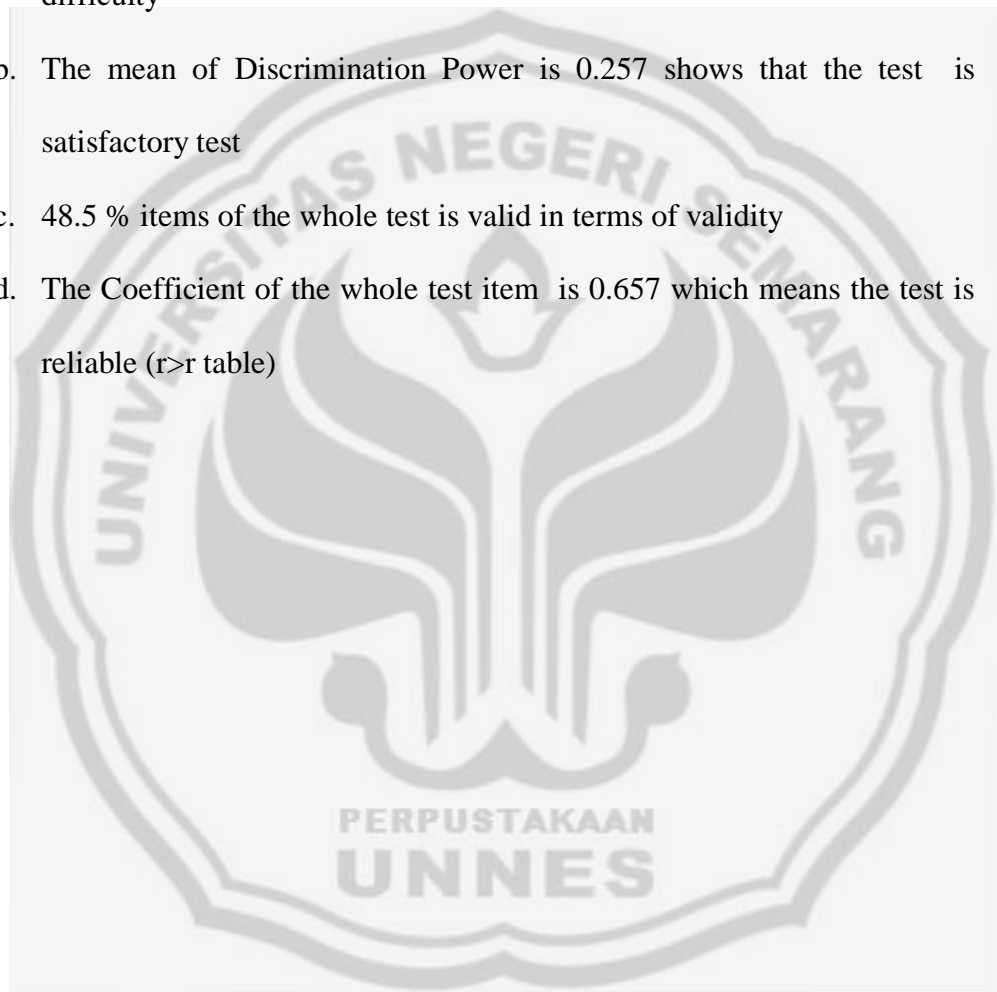 difficulty
b. The mean of Discrimination Power is 0.257 shows that the test is
satisfactory test
c. 48.5 % items of the whole test is valid in terms of validity
d. The Coefficient of the whole test item is 0.657 which means the test is
reliable (r>r table)
UNIVERSITAS NEGERI SEMARANG
PERPUSTAKAAN
UNNES